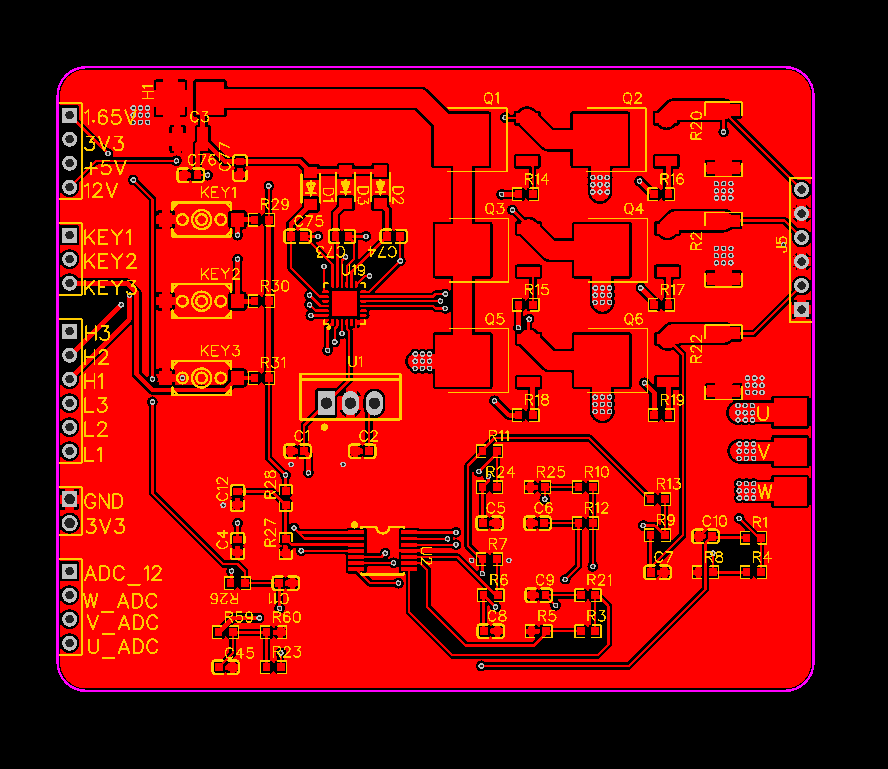 H1
Q1
Q2
1.65V
C3
R20
3V3
C76
C77
+5V
12V
D1
D3
D2
R14
R16
KEY1
R29
Q3
Q4
KEY1
C75
C73
C74
J5
KEY2
KEY2
U19
KEY3
R30
R15
R17
H3
Q5
Q6
H2
KEY3
R31
U1
R22
H1
L3
R18
R19
U
L2
C1
C2
R11
V
L1
R28
R24
R25
R10
R13
W
GND
C12
3V3
C5
C6
R12
R9
C10
R1
C4
R27
U2
R7
C7
R8
R4
ADC_12
R26
C11
R6
C9
R21
W_ADC
V_ADC
R59
R60
C8
R5
R3
U_ADC
C45
R23